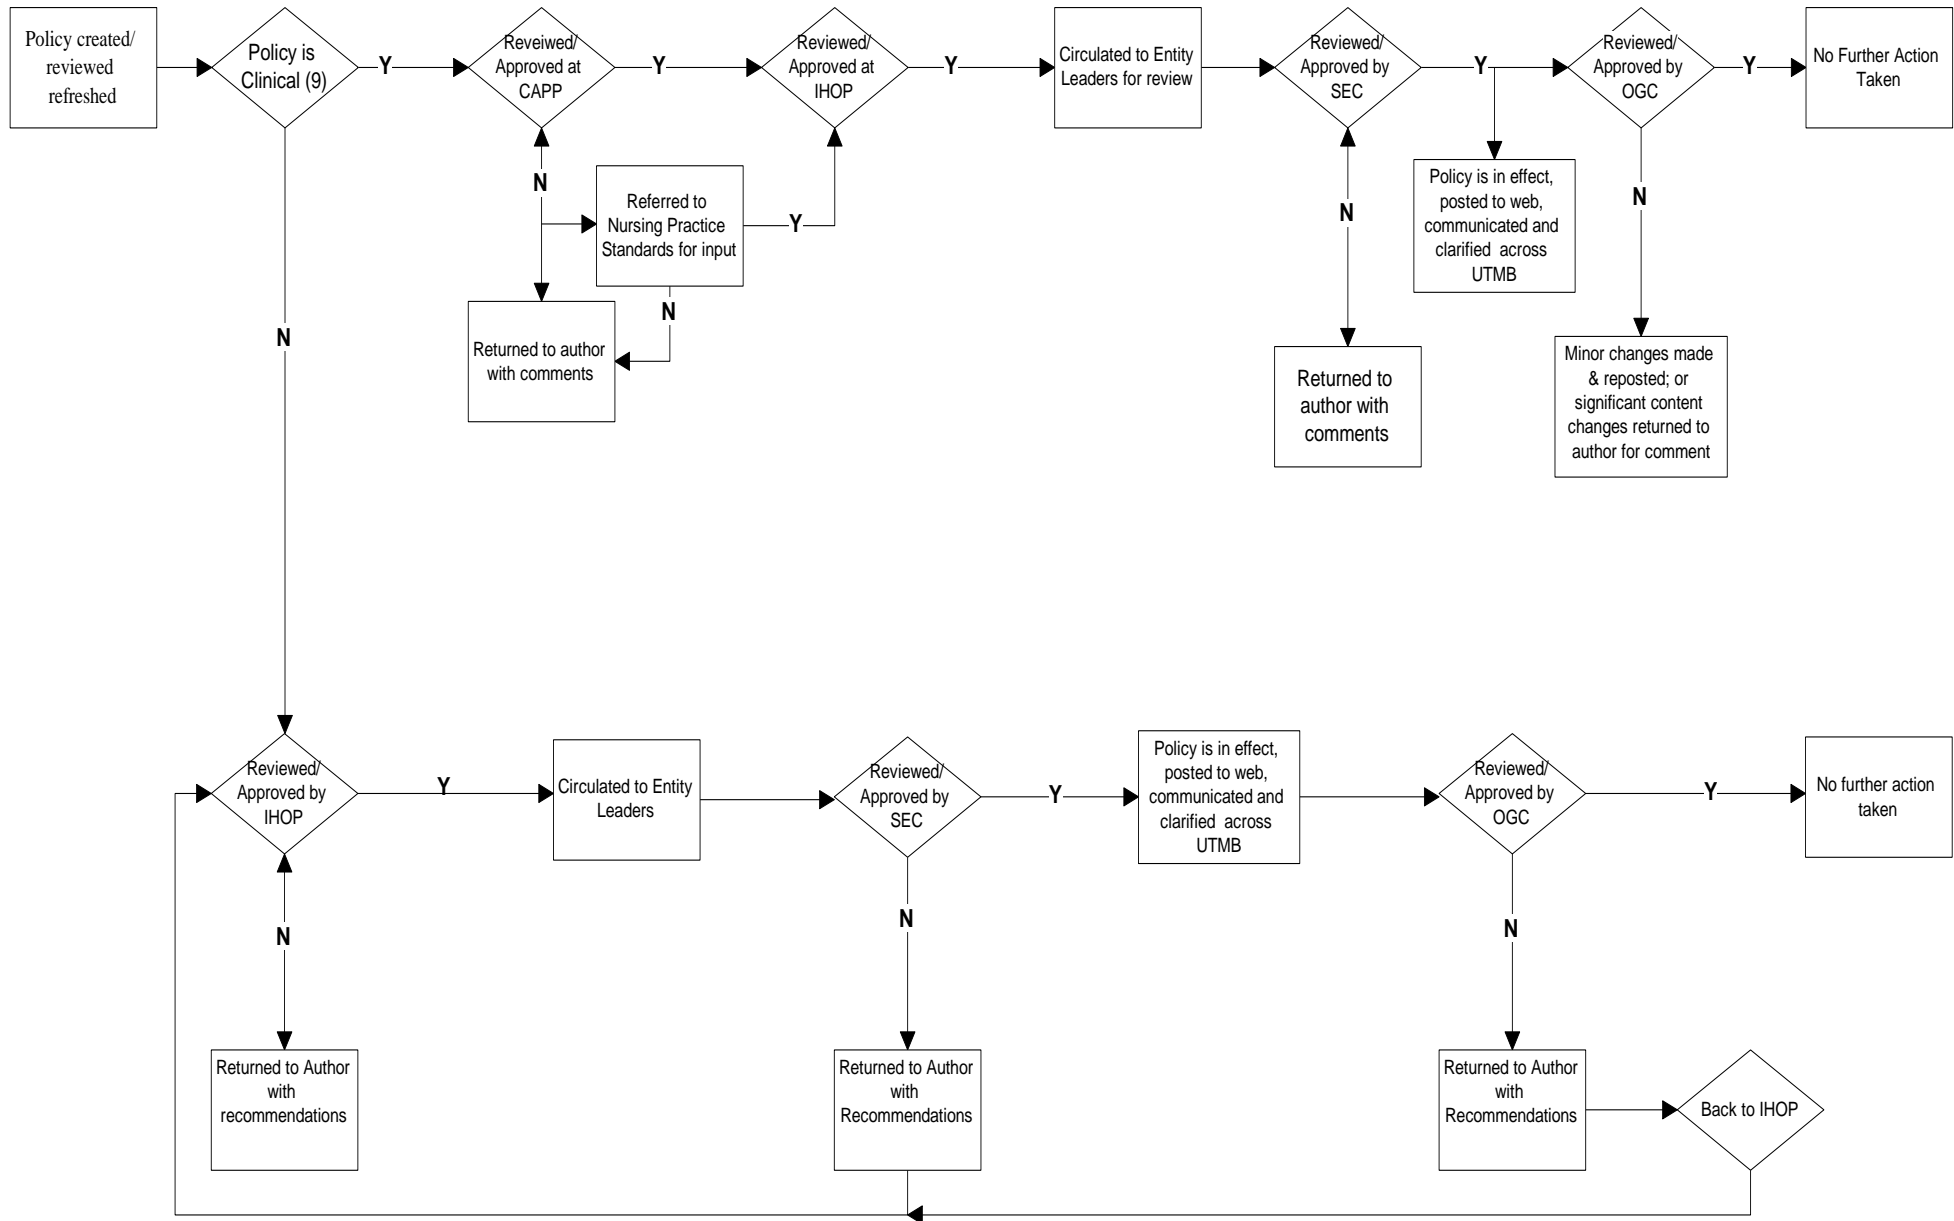 Policy created/
reviewed
refreshed
Policy is
Clinical (9)
Y
Reveiwed/
Approved at
CAPP
Y
Reviewed/
Approved at
IHOP
Y
Circulated to Entity
Leaders for review
Reviewed/
Approved by
SEC
Y
Reviewed/
Approved by
OGC
Y
No Further Action
Taken
N
Referred to
Nursing Practice
Standards for input
Y
N
Returned to author
with comments
N
Returned to
author with
comments
Policy is in effect,
posted to web,
communicated and
clarified across
UTMB
N
Minor changes made
& reposted; or
significant content
changes returned to
author for comment
N
Reviewed/
Approved by
IHOP
Y
Circulated to Entity
Leaders
Reviewed/
Approved by
SEC
Y
Policy is in effect,
posted to web,
communicated and
clarified across
UTMB
Reviewed/
Approved by
OGC
Y
No further action
taken
N
Returned to Author
with
recommendations
N
Returned to Author
with
Recommendations
N
Returned to Author
with
Recommendations
Back to IHOP